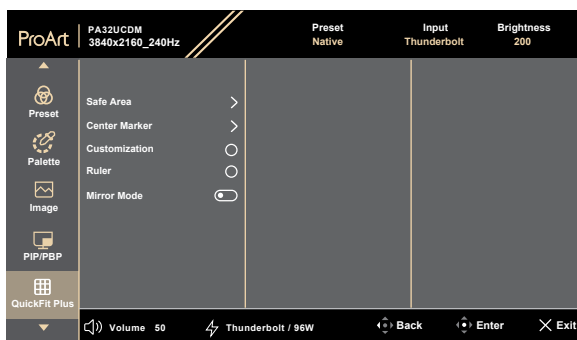 ProArt
PA32UCDM
3840x2160_240Hz
Preset
Native
Input
Thunderbolt
Brightness
200
Preset
Palette
Image
PIP/PBP
QuickFit Plus
Safe Area
Center Marker
Customization
Ruler
Mirror Mode
Volume 50
Thunderbolt / 96W
Back
Enter
Exit